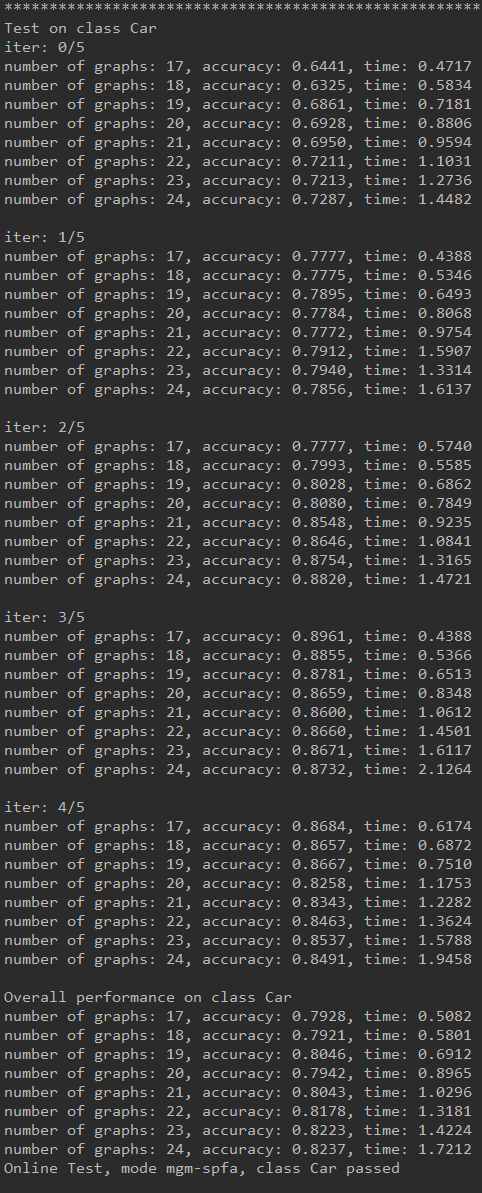 *****************************************************
Test on class Car
iter: 0/5
number of graphs: 17, accuracy: 0.6441, time: 0.4717
number of graphs: 18, accuracy: 0.6325, time: 0.5834
number of graphs: 19, accuracy: 0.6861, time: 0.7181
number of graphs: 20, accuracy: 0.6928, time: 0.8806
number of graphs: 21, accuracy: 0.6950, time: 0.9594
number of graphs: 22, accuracy: 0.7211, time: 1.1031
number of graphs: 23, accuracy: 0.7213, time: 1.2736
number of graphs: 24, accuracy: 0.7287, time: 1.4482
iter: 1/5
number of graphs: 17, accuracy: 0.7777, time: 0.4388
number of graphs: 18, accuracy: 0.7775, time: 0.5346
number of graphs: 19, accuracy: 0.7895, time: 0.6493
number of graphs: 20, accuracy: 0.7784, time: 0.8068
number of graphs: 21, accuracy: 0.7772, time: 0.9754
number of graphs: 22, accuracy: 0.7912, time: 1.5907
number of graphs: 23, accuracy: 0.7940, time: 1.3314
number of graphs: 24, accuracy: 0.7856, time: 1.6137
iter: 2/5
number of graphs: 17, accuracy: 0.7777, time: 0.5740
number of graphs: 18, accuracy: 0.7993, time: 0.5585
number of graphs: 19, accuracy: 0.8028, time: 0.6862
number of graphs: 20, accuracy: 0.8080, time: 0.7849
number of graphs: 21, accuracy: 0.8548, time: 0.9235
number of graphs: 22, accuracy: 0.8646, time: 1.0841
number of graphs: 23, accuracy: 0.8754, time: 1.3165
number of graphs: 24, accuracy: 0.8820, time: 1.4721
iter: 3/5
number of graphs: 17, accuracy: 0.8961, time: 0.4388
number of graphs: 18, accuracy: 0.8855, time: 0.5366
number of graphs: 19, accuracy: 0.8781, time: 0.6513
number of graphs: 20, accuracy: 0.8659, time: 0.8348
number of graphs: 21, accuracy: 0.8600, time: 1.0612
number of graphs: 22, accuracy: 0.8660, time: 1.4501
number of graphs: 23, accuracy: 0.8671, time: 1.6117
number of graphs: 24, accuracy: 0.8732, time: 2.1264
iter: 4/5
number of graphs: 17, accuracy: 0.8684, time: 0.6174
number of graphs: 18, accuracy: 0.8657, time: 0.6872
number of graphs: 19, accuracy: 0.8667, time: 0.7510
number of graphs: 20, accuracy: 0.8258, time: 1.1753
number of graphs: 21, accuracy: 0.8343, time: 1.2282
number of graphs: 22, accuracy: 0.8463, time: 1.3624
number of graphs: 23, accuracy: 0.8537, time: 1.5788
number of graphs: 24, accuracy: 0.8491, time: 1.9458
Overall performance on class Car
number of graphs: 17, accuracy: 0.7928, time: 0.5082
number of graphs: 18, accuracy: 0.7921, time: 0.5801
number of graphs: 19, accuracy: 0.8046, time: 0.6912
number of graphs: 20, accuracy: 0.7942, time: 0.8965
number of graphs: 21, accuracy: 0.8043, time: 1.0296
number of graphs: 22, accuracy: 0.8178, time: 1.3181
number of graphs: 23, accuracy: 0.8223, time: 1.4224
number of graphs: 24, accuracy: 0.8237, time: 1.7212
Online Test, mode mgm-spfa, class Car passed